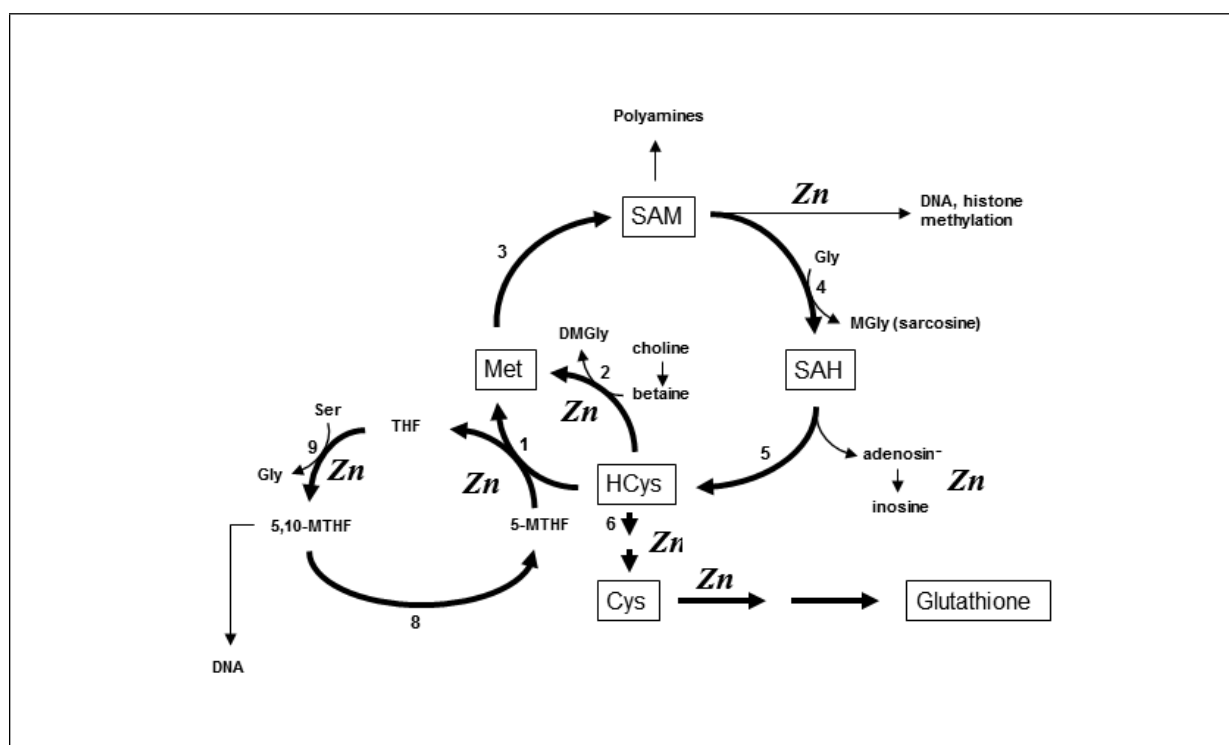 Polyamines
Zn
SAM
DNA, histone
methylation
3
Gly
4
MGly (sarcosine)
DMGly
choline
Met
2
SAH
betaine
Zn
Ser
THF
1
9
Zn
5
adenosin-
Gly
Zn
HCys
Zn
inosine
5,10-MTHF
5-MTHF
6
Zn
Zn
Cys
Glutathione
8
DNA